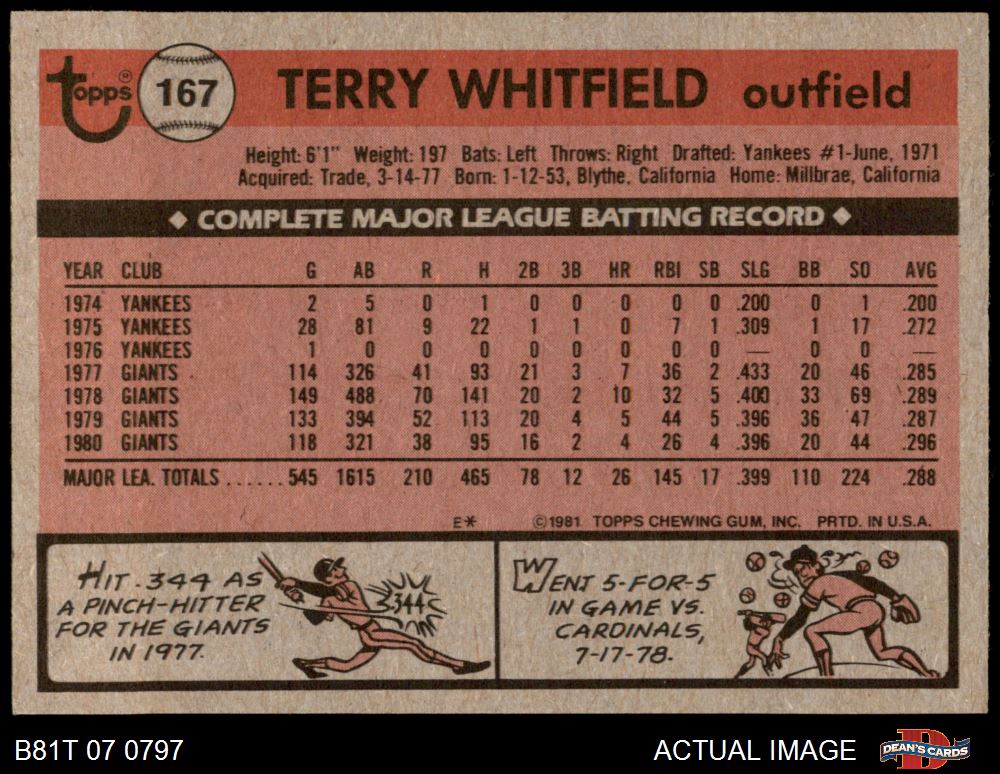 topps® 167 TERRY WHITFIELD outfield
Height: 6'1" Weight: 197 Bats: Left Throws: Right Drafted: Yankees #1-June, 1971
Acquired: Trade, 3-14-77 Born: 1-12-53, Blythe, California Home: Millbrae, California
◆ COMPLETE MAJOR LEAGUE BATTING RECORD ◆
YEAR CLUB G AB R H 2B 3B HR RBI SB SLG BB SO AVG
1974 YANKEES 2 5 0 1 0 0 0 0 0 .200 0 1 .200
1975 YANKEES 28 81 9 22 1 1 0 7 1 .309 1 17 .272
1976 YANKEES 1 0 0 0 0 0 0 0 0 — 0 0 —
1977 GIANTS 114 326 41 93 21 3 7 36 2 .433 20 46 .285
1978 GIANTS 149 488 70 141 20 2 10 32 5 .400 33 69 .289
1979 GIANTS 133 394 52 113 20 4 5 44 5 .396 36 47 .287
1980 GIANTS 118 321 38 95 16 2 4 26 4 .396 20 44 .296
MAJOR LEA. TOTALS ...... 545 1615 210 465 78 12 26 145 17 .399 110 224 .288
E* ©1981 TOPPS CHEWING GUM, INC. PRTD. IN U.S.A.
HIT .344 AS
A PINCH-HITTER
FOR THE GIANTS
IN 1977.
.344
WENT 5-FOR-5
IN GAME VS.
CARDINALS,
7-17-78.
B81T 07 0797 ACTUAL IMAGE DEAN'S CARDS